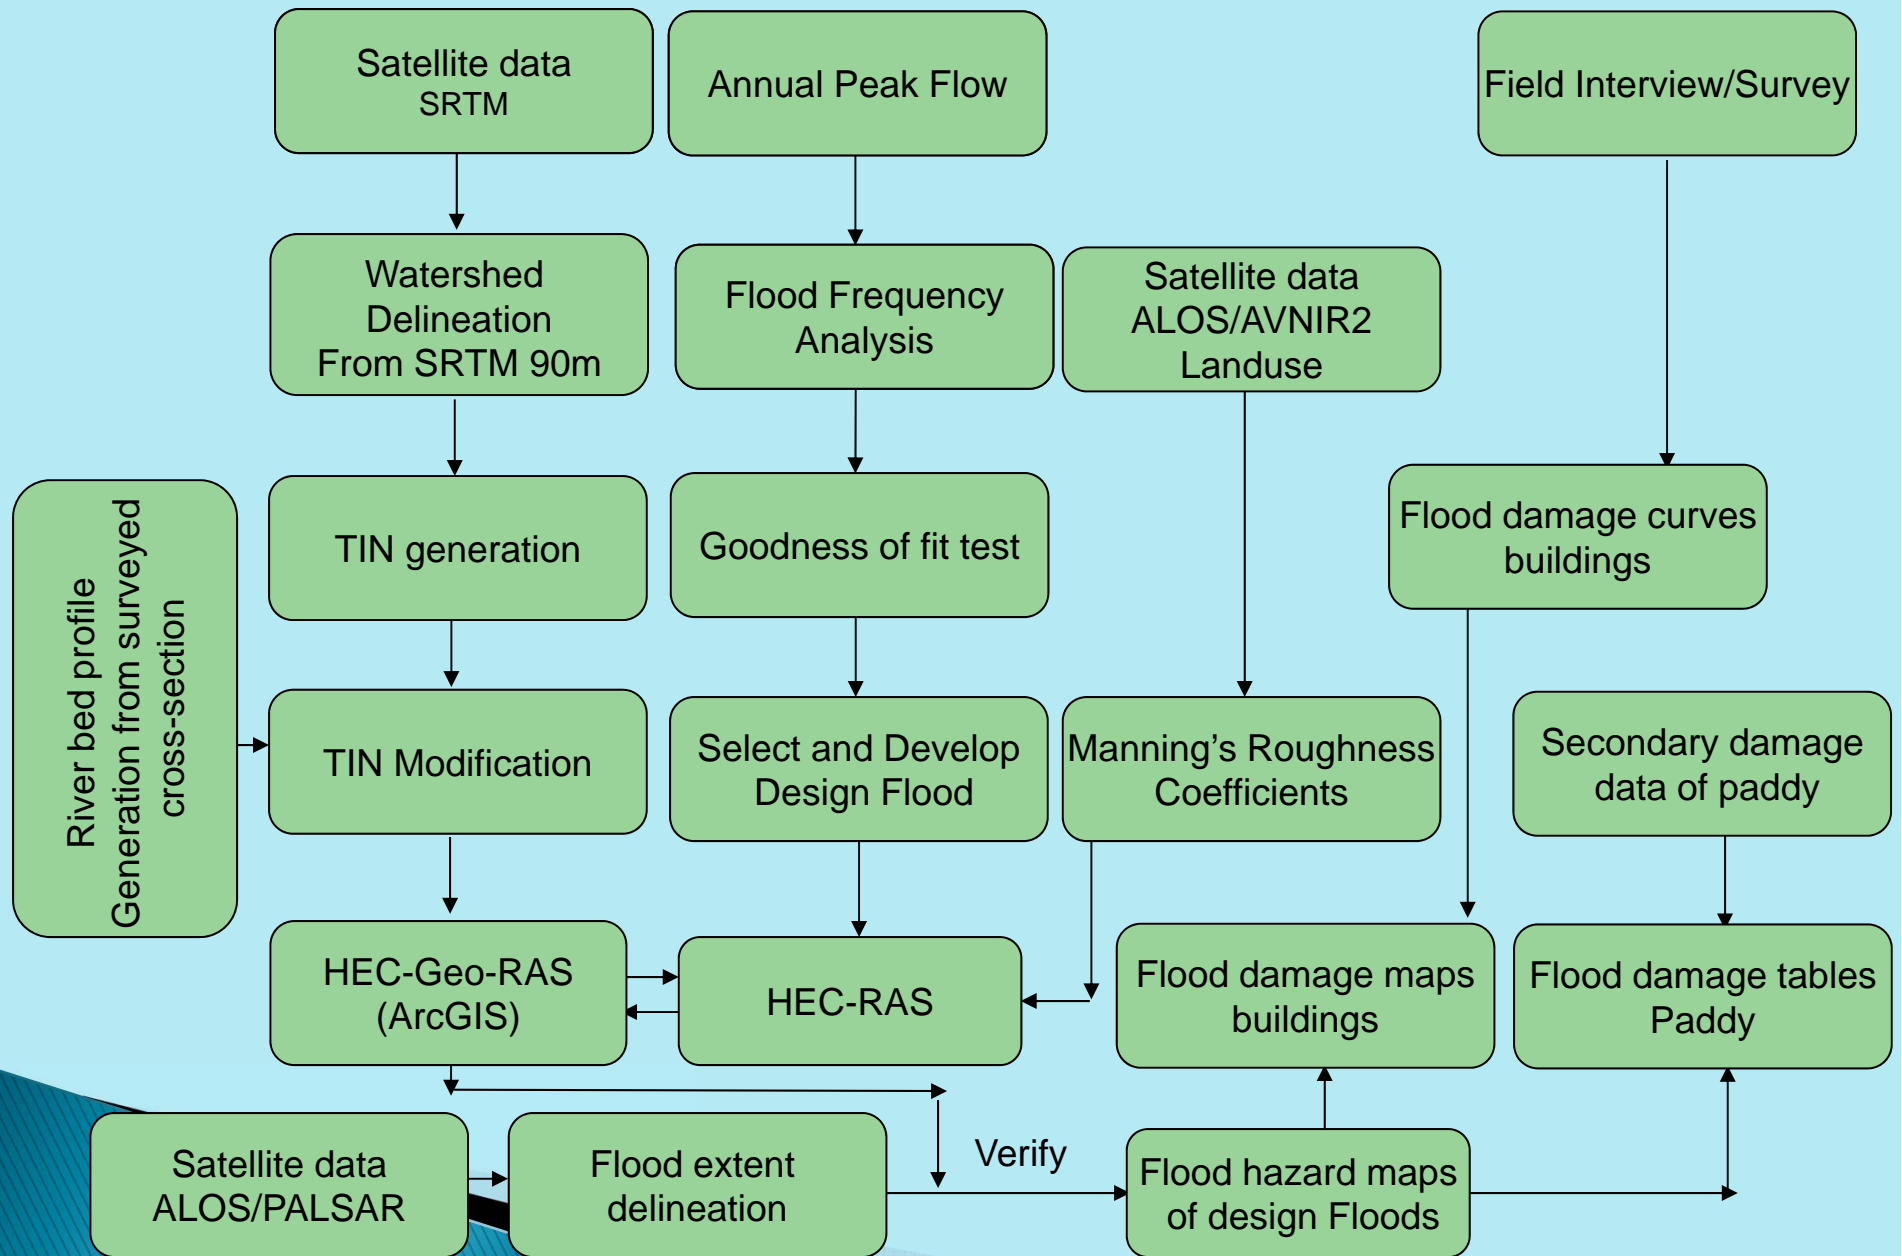 Satellite data
SRTM
Annual Peak Flow
Field Interview/Survey
Watershed
Delineation
From SRTM 90m
Flood Frequency
Analysis
Satellite data
ALOS/AVNIR2
Landuse
River bed profile
Generation from surveyed
cross-section
TIN generation
Goodness of fit test
Flood damage curves
buildings
TIN Modification
Select and Develop
Design Flood
Manning’s Roughness
Coefficients
Secondary damage
data of paddy
HEC-Geo-RAS
(ArcGIS)
HEC-RAS
Flood damage maps
buildings
Flood damage tables
Paddy
Satellite data
ALOS/PALSAR
Flood extent
delineation
Verify
Flood hazard maps
of design Floods